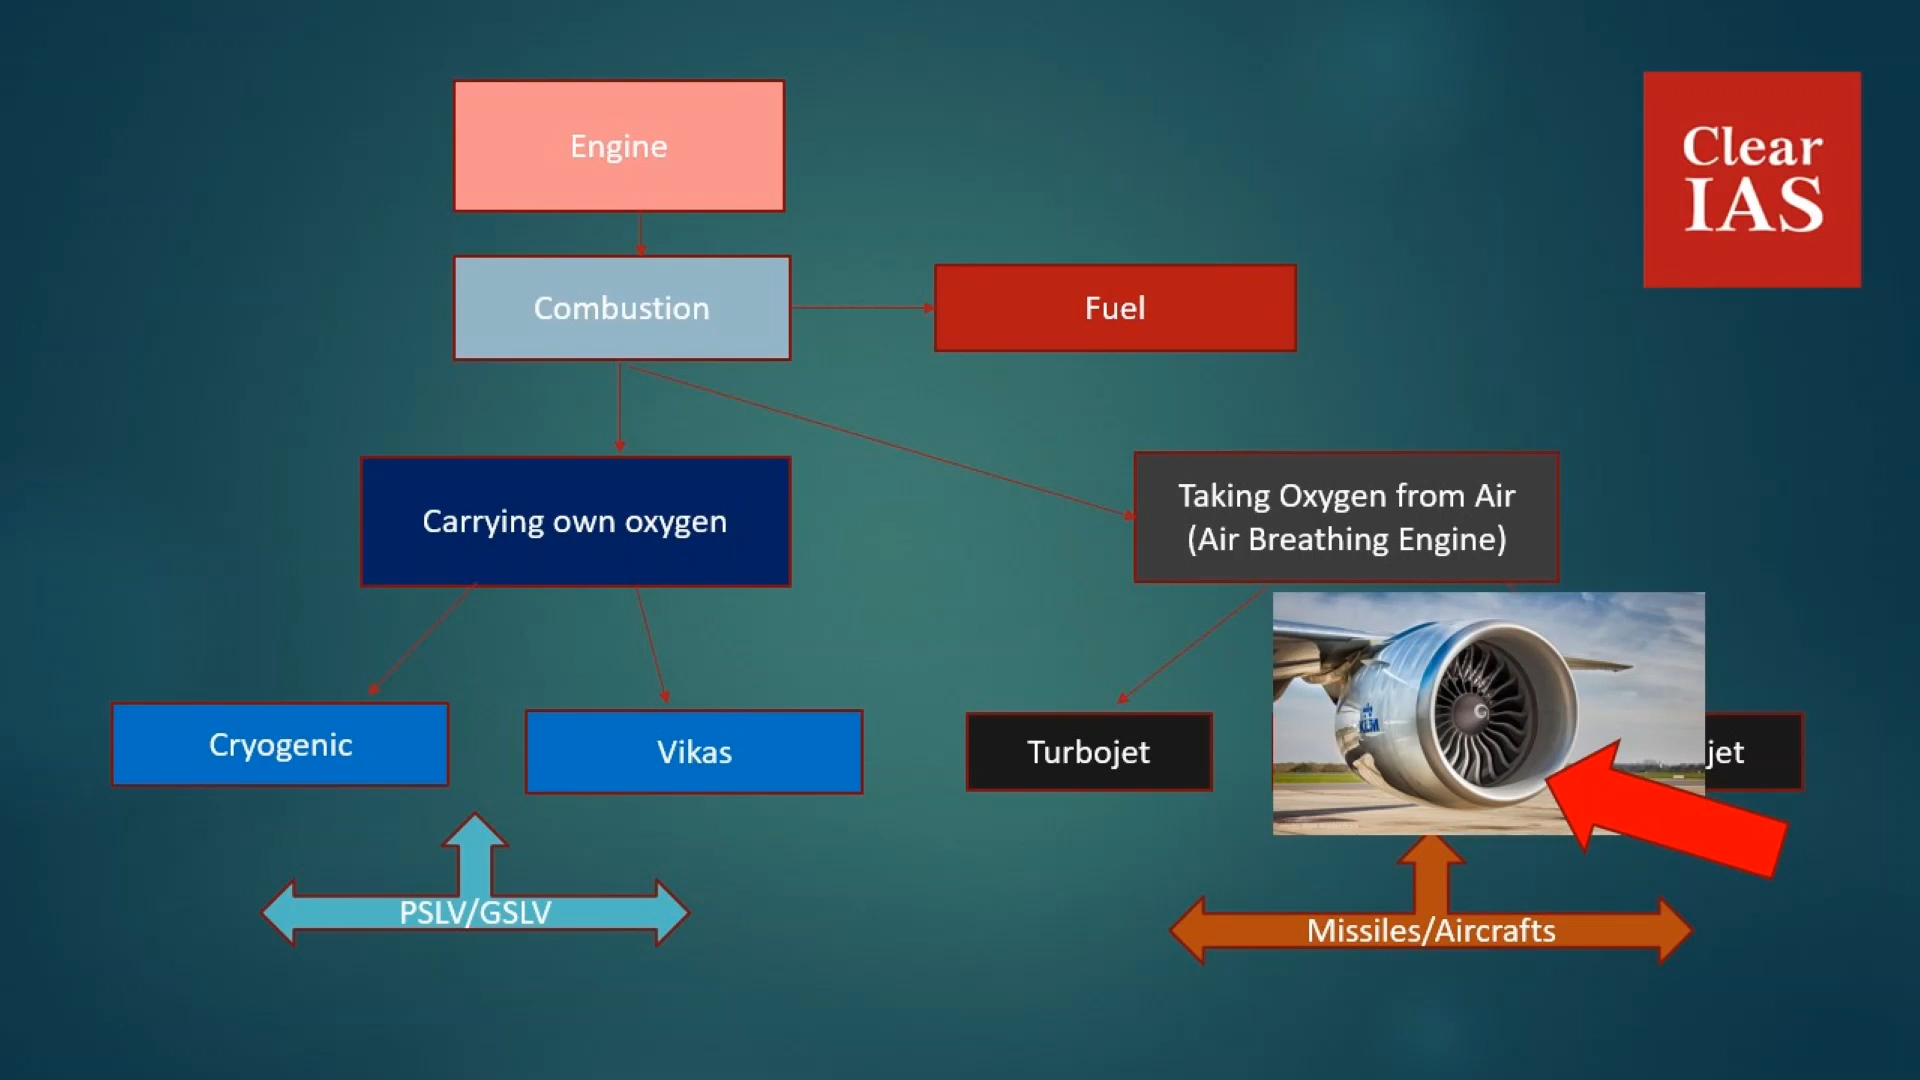 Engine
Clear
IAS
Combustion
Fuel
Carrying own oxygen
Taking Oxygen from Air
(Air Breathing Engine)
Cryogenic
Vikas
Turbojet
KLM
jet
PSLV/GSLV
Missiles/Aircrafts